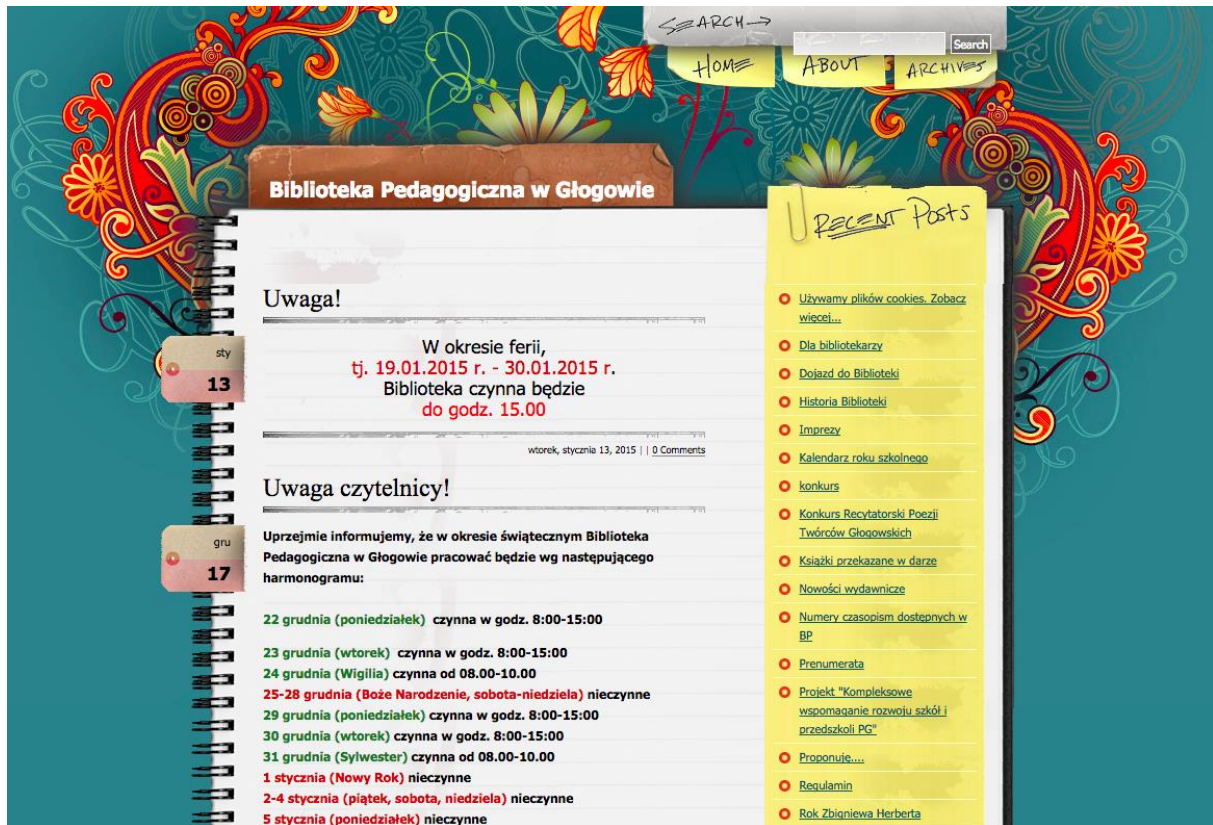 SEARCH
Search
HOME
ABOUT
ARCHIVES
Biblioteka Pedagogiczna w Głogowie
sty
13
Uwaga!
W okresie ferii,
tj. 19.01.2015 r. - 30.01.2015 r.
Biblioteka czynna będzie
do godz. 15.00
wtorek, stycznia 13, 2015 | | 0 Comments
gru
17
Uwaga czytelnicy!
Uprzejmie informujemy, że w okresie świątecznym Biblioteka
Pedagogiczna w Głogowie pracować będzie wg następującego
harmonogramu:
22 grudnia (poniedziałek) czynna w godz. 8:00-15:00
23 grudnia (wtorek) czynna w godz. 8:00-15:00
24 grudnia (Wigilia) czynna od 08.00-10.00
25-28 grudnia (Boże Narodzenie, sobota-niedziela) nieczynne
29 grudnia (poniedziałek) czynna w godz. 8:00-15:00
30 grudnia (wtorek) czynna w godz. 8:00-15:00
31 grudnia (Sylwester) czynna od 08.00-10.00
1 stycznia (Nowy Rok) nieczynne
2-4 stycznia (piątek, sobota, niedziela) nieczynne
5 stycznia (poniedziałek) nieczynne
RECENT POSTS
Używamy plików cookies. Zobacz
więcej...
Dla bibliotekarzy
Dojazd do Biblioteki
Historia Biblioteki
Imprezy
Kalendarz roku szkolnego
konkurs
Konkurs Recytatorski Poezji
Twórców Głogowskich
Książki przekazane w darze
Nowości wydawnicze
Numery czasopism dostępnych w
BP
Prenumerata
Projekt "Kompleksowe
wspomaganie rozwoju szkół i
przedszkoli PG"
Proponuję....
Regulamin
Rok Zbigniewa Herberta